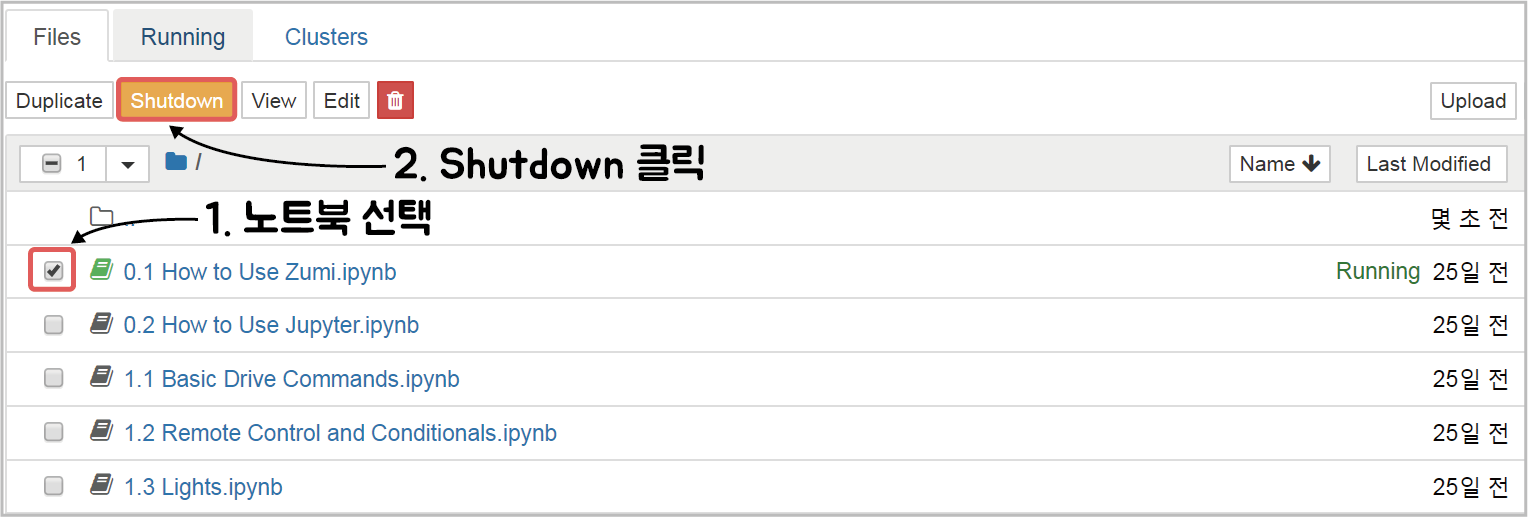 Files Running Clusters
Duplicate Shutdown View Edit Upload
1 / Name Last Modified
2. Shutdown 클릭
.. 몇 초 전
1. 노트북 선택
0.1 How to Use Zumi.ipynb Running 25일 전
0.2 How to Use Jupyter.ipynb 25일 전
1.1 Basic Drive Commands.ipynb 25일 전
1.2 Remote Control and Conditionals.ipynb 25일 전
1.3 Lights.ipynb 25일 전